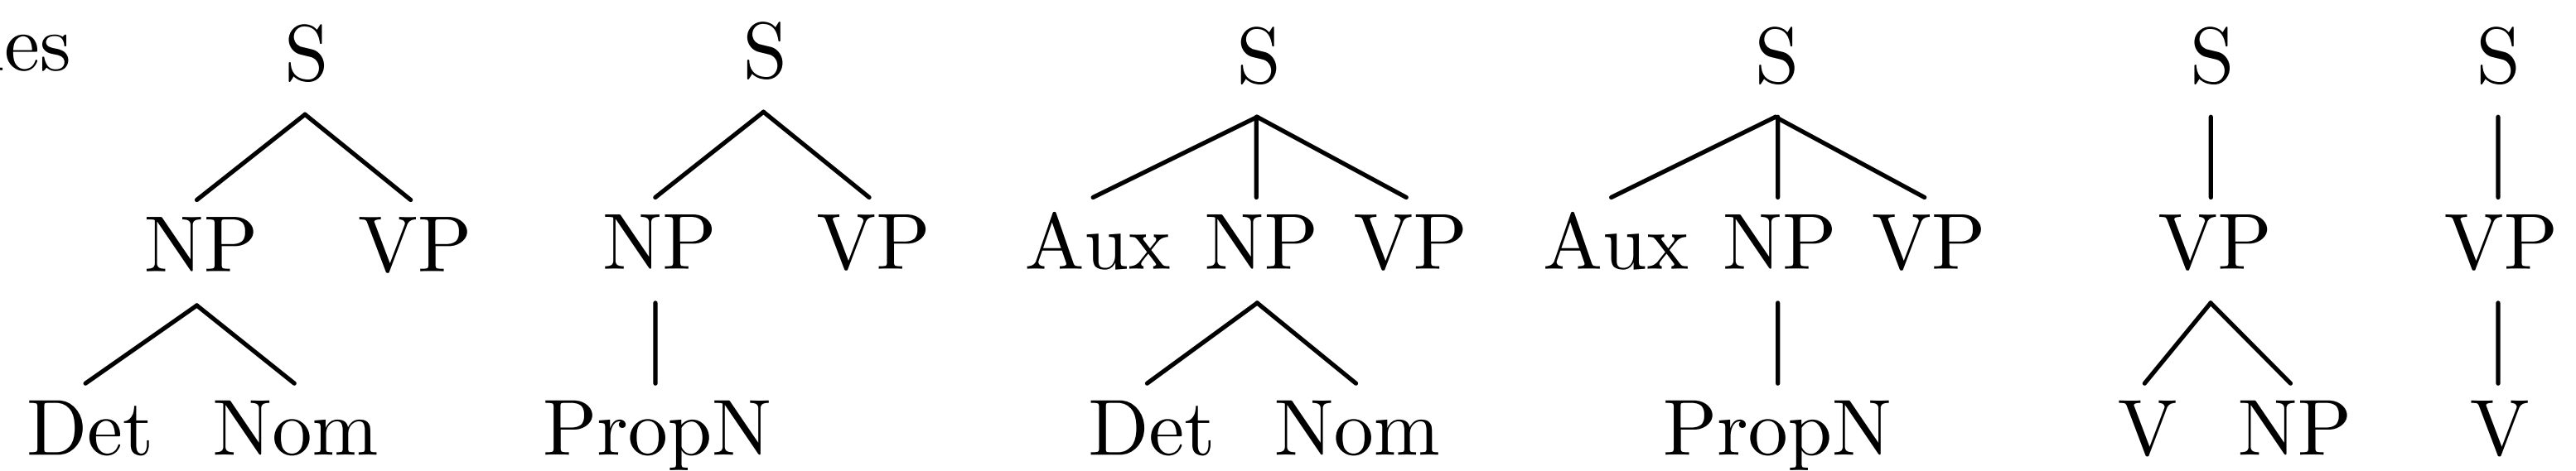 es S S S S S S
NP VP NP VP Aux NP VP Aux NP VP VP VP
Det Nom PropN Det Nom PropN V NP V